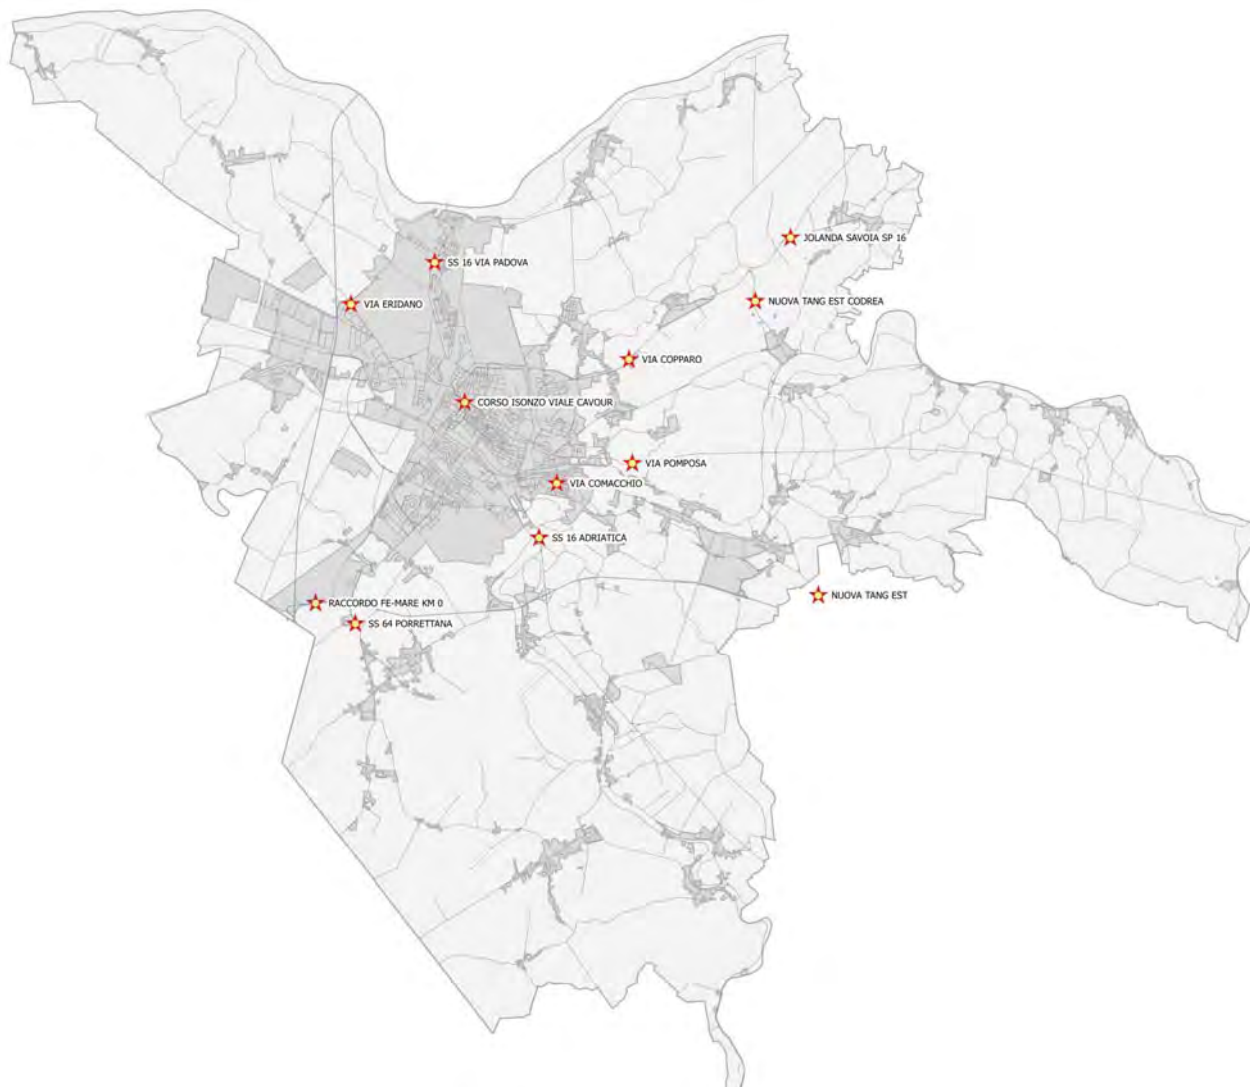 JOLANDA SAVOIA SP 16
SS 16 VIA PADOVA
NUOVA TANG EST CODREA
VIA ERIDANO
VIA COPPARO
CORSO ISONZO VIALE CAVOUR
VIA POMPOSA
VIA COMACCHIO
SS 16 ADRIATICA
NUOVA TANG EST
RACCORDO FE-MARE KM 0
SS 64 PORRETTANA